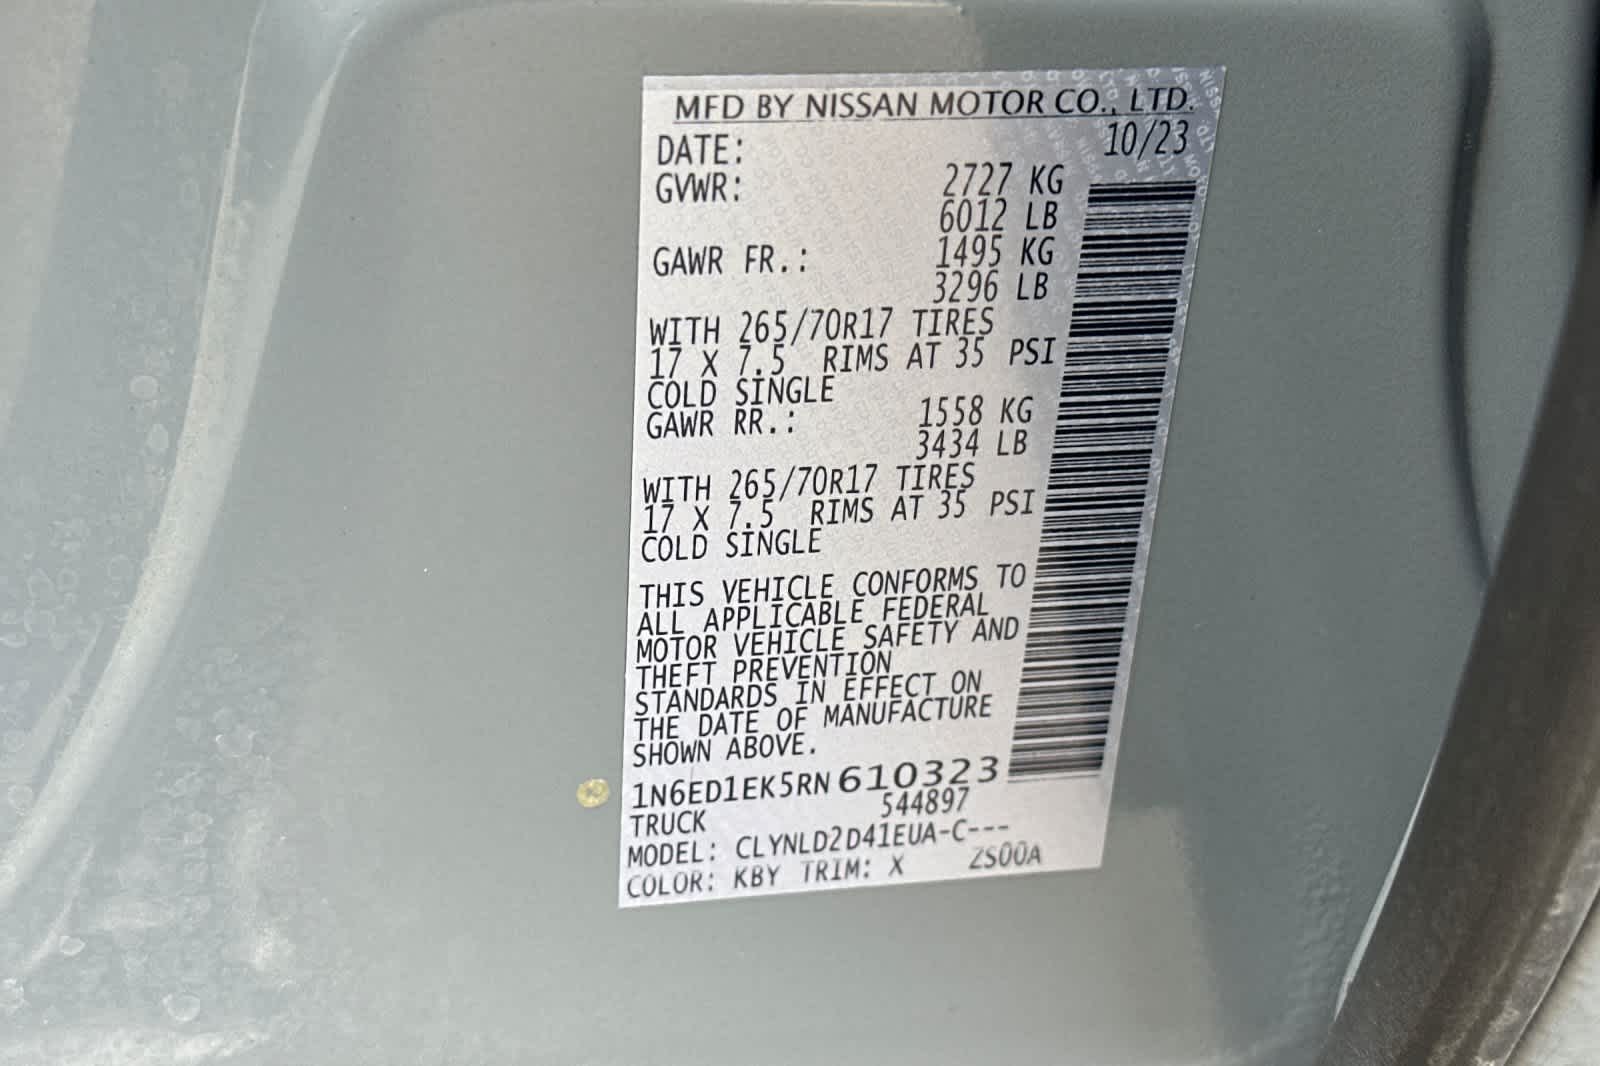 MFD BY NISSAN MOTOR CO., LTD.
DATE: 10/23
GVWR: 2727 KG
6012 LB
GAWR FR.: 1495 KG
3296 LB
WITH 265/70R17 TIRES
17 X 7.5 RIMS AT 35 PSI
COLD SINGLE
GAWR RR.: 1558 KG
3434 LB
WITH 265/70R17 TIRES
17 X 7.5 RIMS AT 35 PSI
COLD SINGLE
THIS VEHICLE CONFORMS TO
ALL APPLICABLE FEDERAL
MOTOR VEHICLE SAFETY AND
THEFT PREVENTION
STANDARDS IN EFFECT ON
THE DATE OF MANUFACTURE
SHOWN ABOVE.
1N6ED1EK5RN610323
544897
TRUCK
MODEL: CLYNLD2D41EUA-C---
COLOR: KBY TRIM: X ZS00A